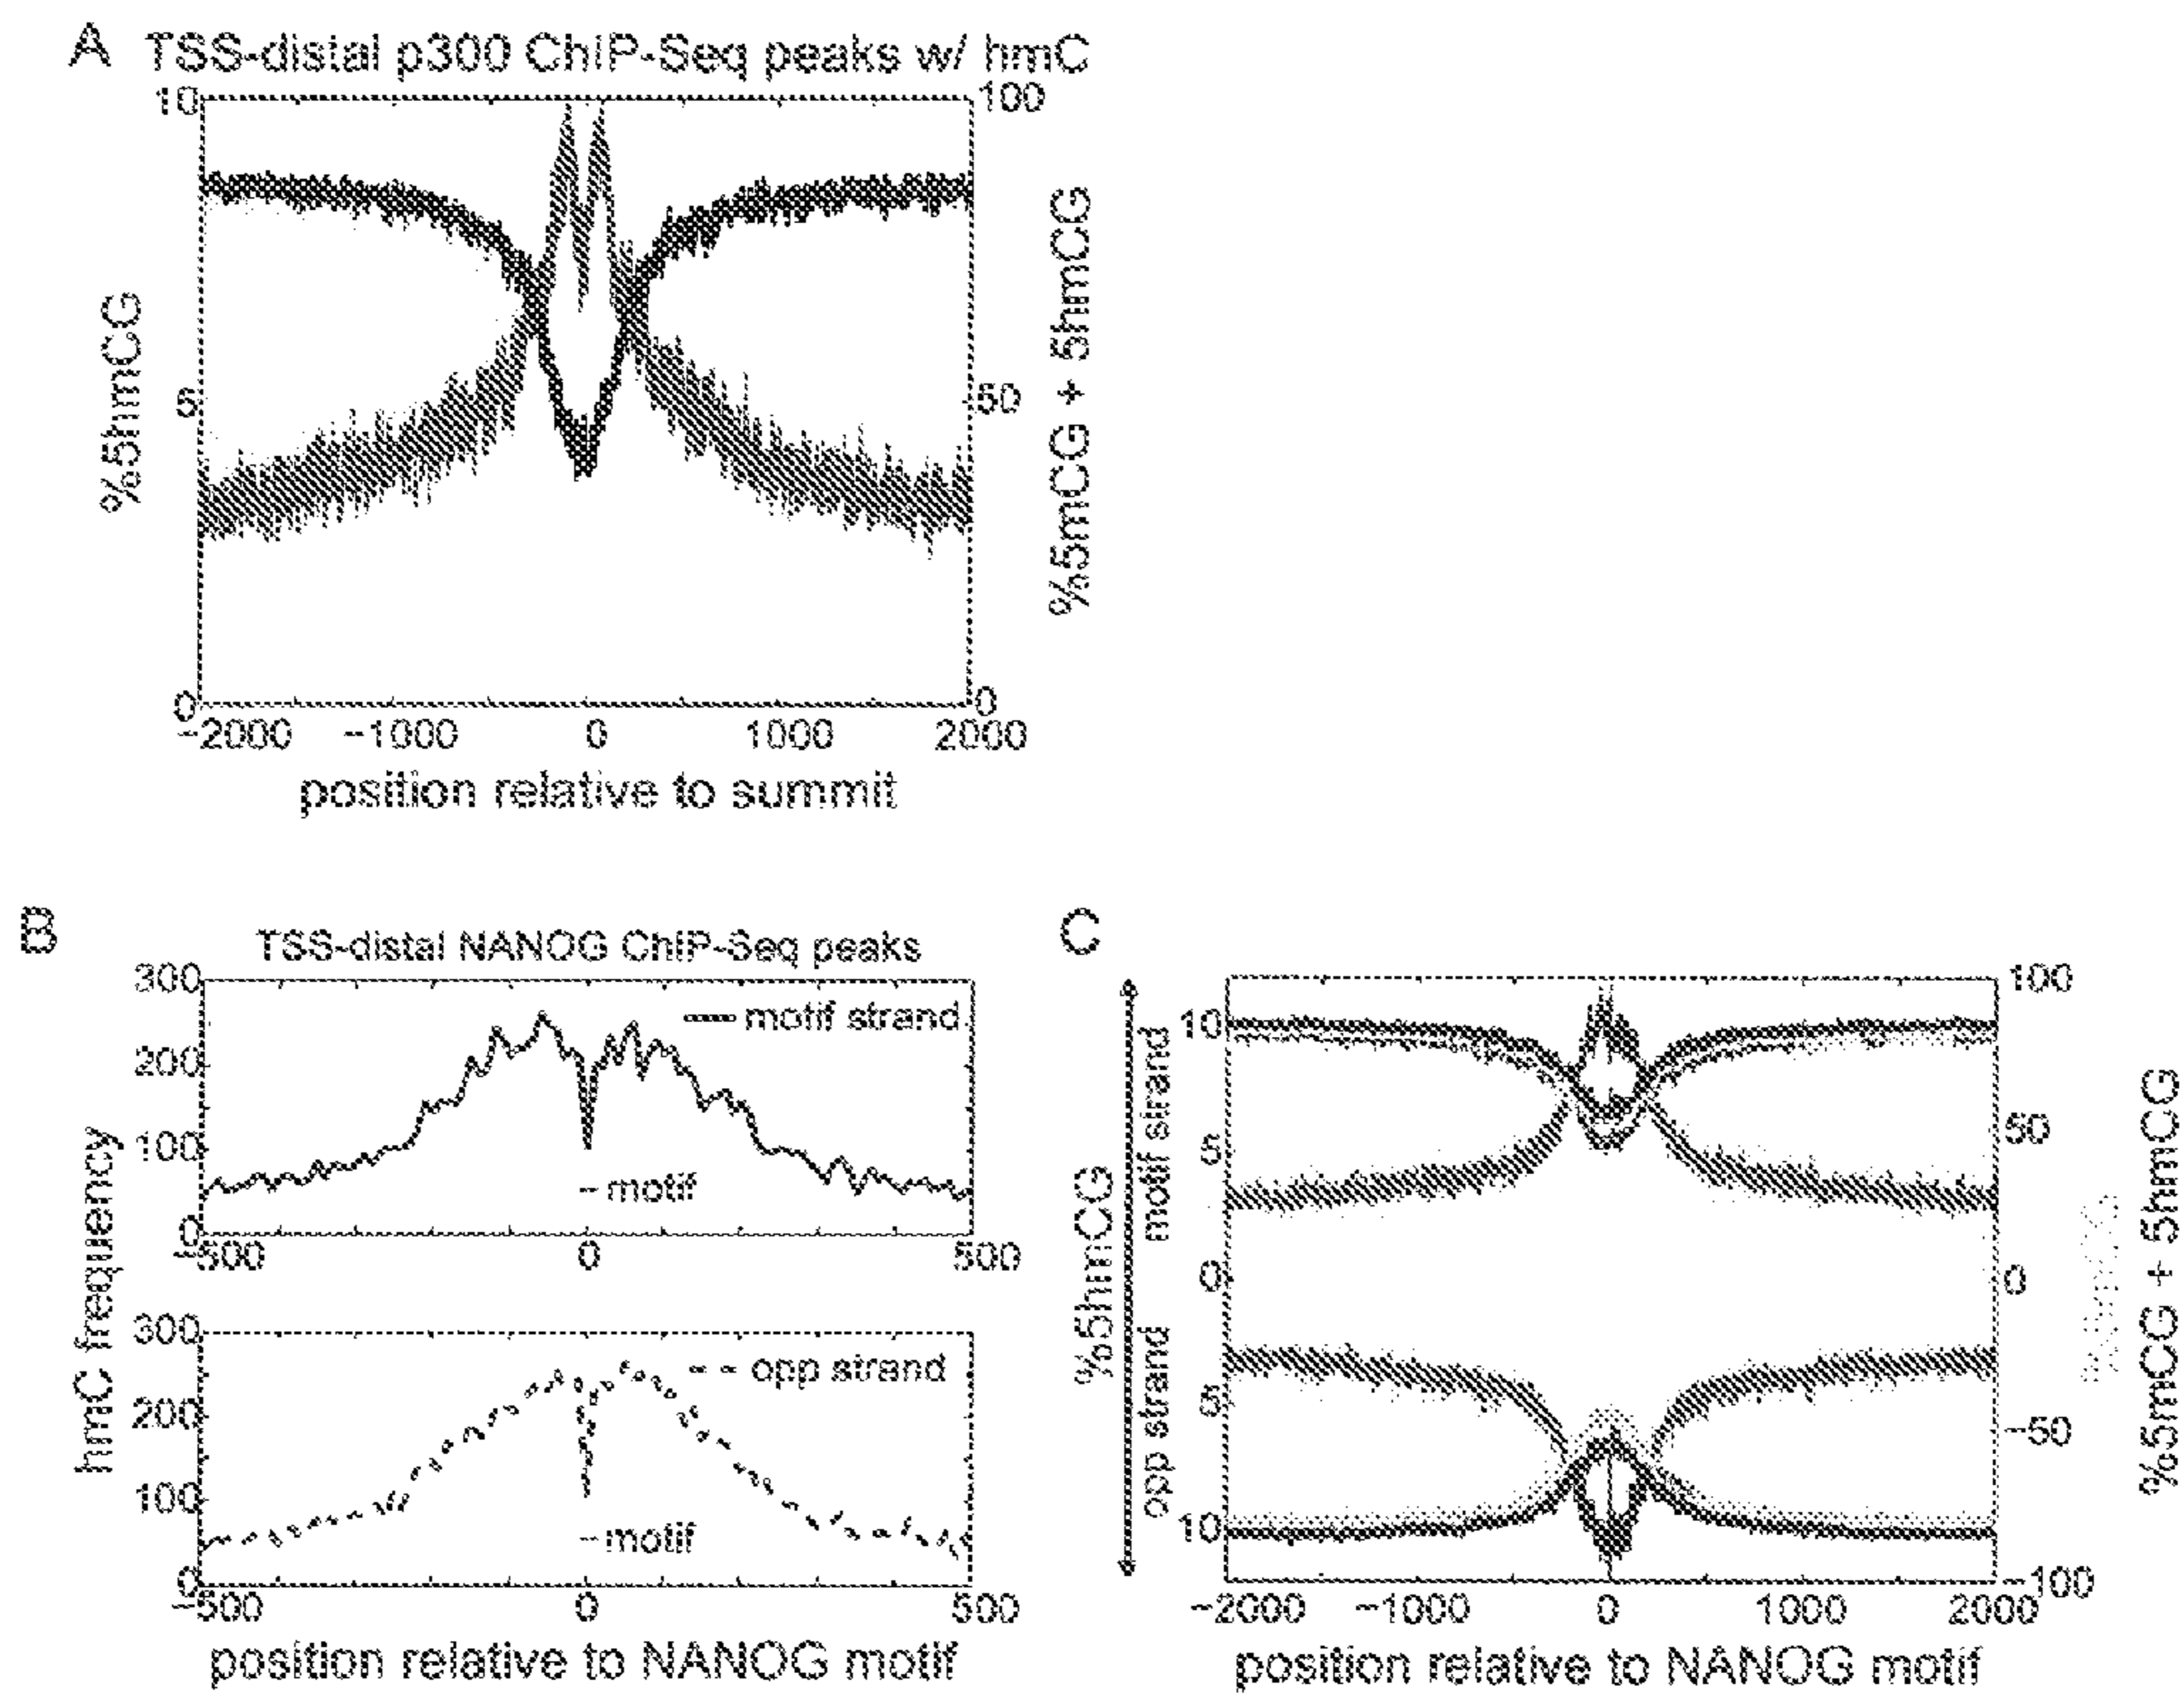 A TSS-distal p300 ChIP-Seq peaks w/ hmC
10
100
%5hmCG
5
50
%5mCG + 5hmCG
0
0
−2000 −1000 0 1000 2000
position relative to summit
B
TSS-distal NANOG ChIP-Seq peaks
300
motif strand
200
100
motif
0
−500 0 500
hmC frequency
300
opp strand
200
100
motif
0
−500 0 500
position relative to NANOG motif
C
100
10
motif strand
5
50
%5hmCG
0
0
opp strand
5
−50
10
−100
%5mCG + 5hmCG
−2000 −1000 0 1000 2000
position relative to NANOG motif